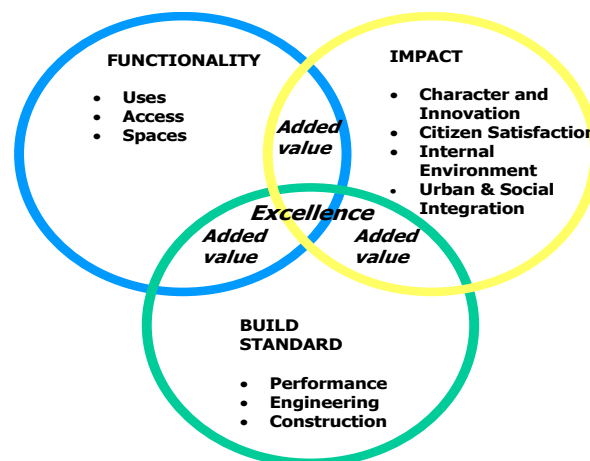 FUNCTIONALITY
• Uses
• Access
• Spaces
IMPACT
• Character and
Innovation
• Citizen Satisfaction
• Internal
Environment
• Urban & Social
Integration
Added
value
Excellence
Added
value
Added
value
BUILD
STANDARD
• Performance
• Engineering
• Construction